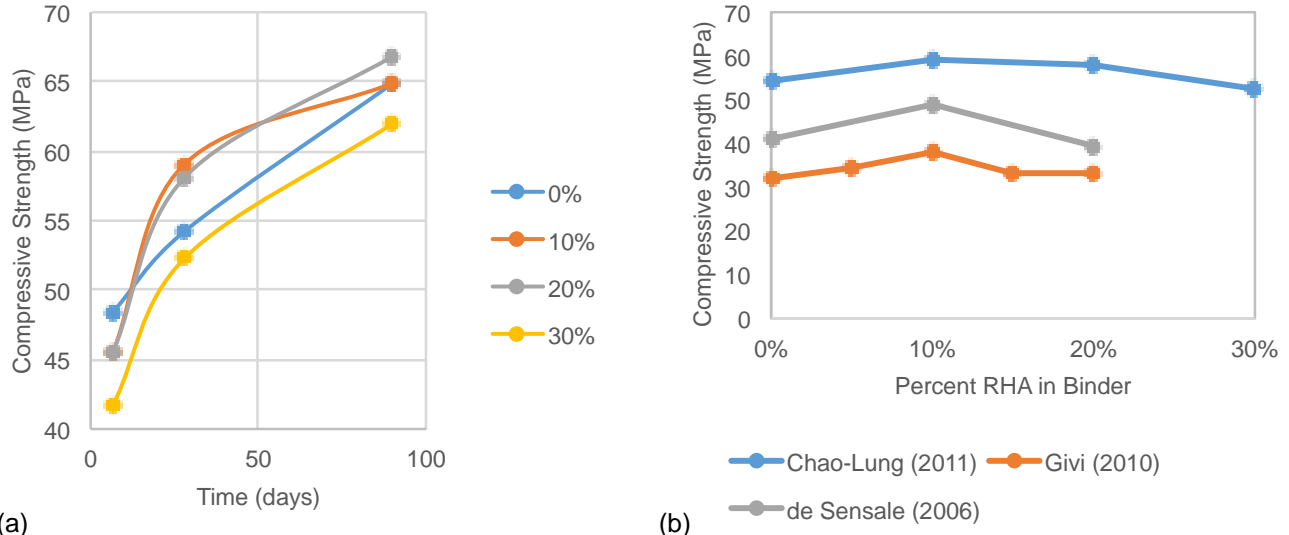 70
65
60
55
50
45
40
Compressive Strength (MPa)
0 50 100
Time (days)
0%
10%
20%
30%
(a)
70
60
50
40
30
20
10
0
Compressive Strength (MPa)
0% 10% 20% 30%
Percent RHA in Binder
Chao-Lung (2011) Givi (2010)
de Sensale (2006)
(b)